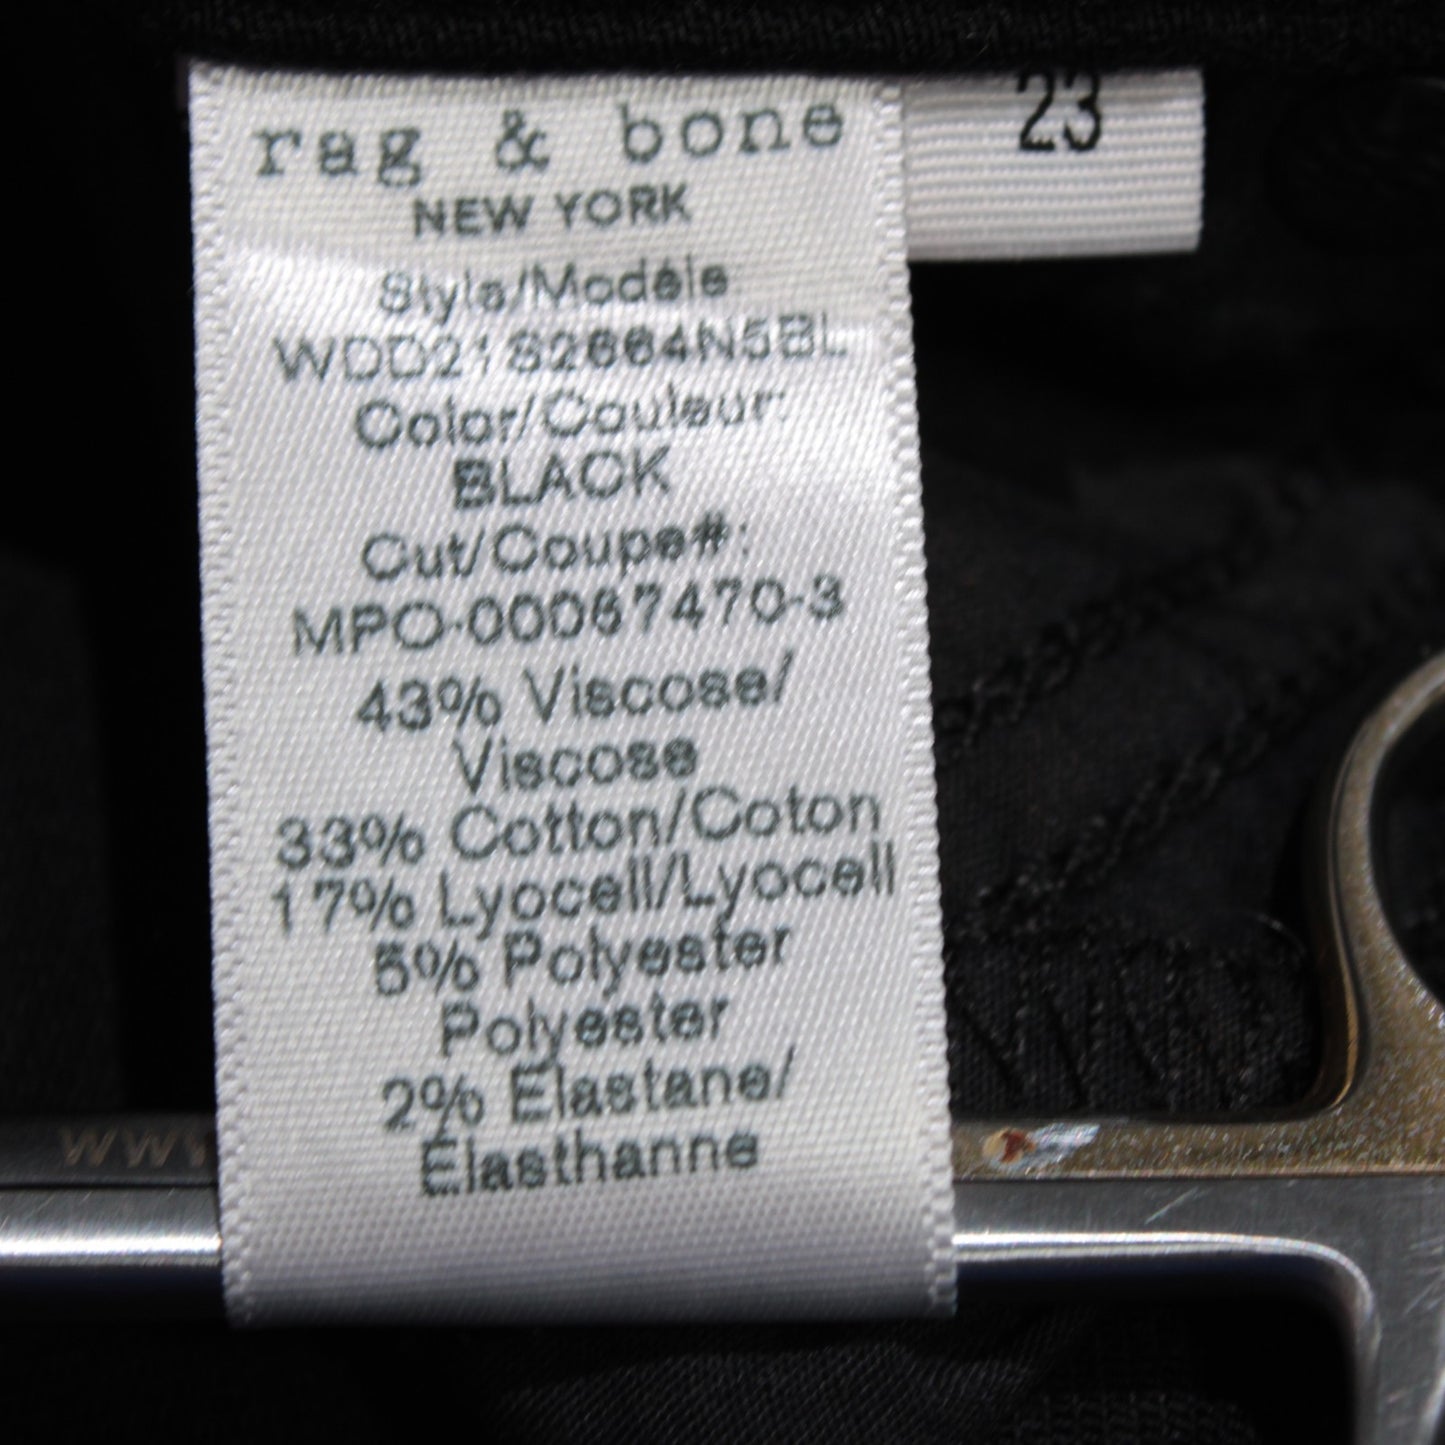 rag & bone
23
NEW YORK
Style/Modèle
WDD21S2664N5BL
Color/Couleur:
BLACK
Cut/Coupe#:
MPO-00067470-3
43% Viscose/
Viscose
33% Cotton/Coton
17% Lyocell/Lyocell
5% Polyester
Polyester
2% Elastane/
Élasthanne